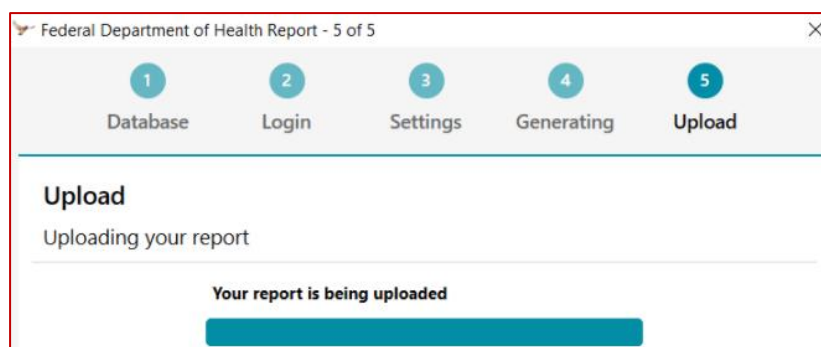 Federal Department of Health Report - 5 of 5
1 2 3 4 5
Database Login Settings Generating Upload
Upload
Uploading your report
Your report is being uploaded